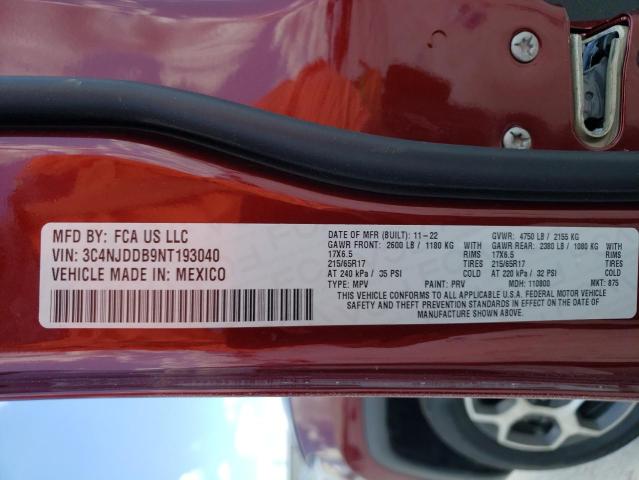 MFD BY: FCA US LLC
VIN: 3C4NJDDB9NT193040
VEHICLE MADE IN: MEXICO
DATE OF MFR (BUILT): 11-22
GAWR FRONT: 2600 LB / 1180 KG WITH
17X6.5 RIMS
215/65R17 TIRES
AT 240 kPa / 35 PSI COLD
TYPE: MPV PAINT: PRV
GVWR: 4750 LB / 2155 KG
GAWR REAR: 2380 LB / 1080 KG WITH
17X6.5 RIMS
215/65R17 TIRES
AT 220 kPa / 32 PSI COLD
MDH: 110800 MKT: 875
THIS VEHICLE CONFORMS TO ALL APPLICABLE U.S.A. FEDERAL MOTOR VEHICLE
SAFETY AND THEFT PREVENTION STANDARDS IN EFFECT ON THE DATE OF
MANUFACTURE SHOWN ABOVE.